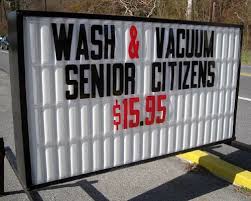 WASH & VACUUM
SENIOR CITIZENS
$15.95